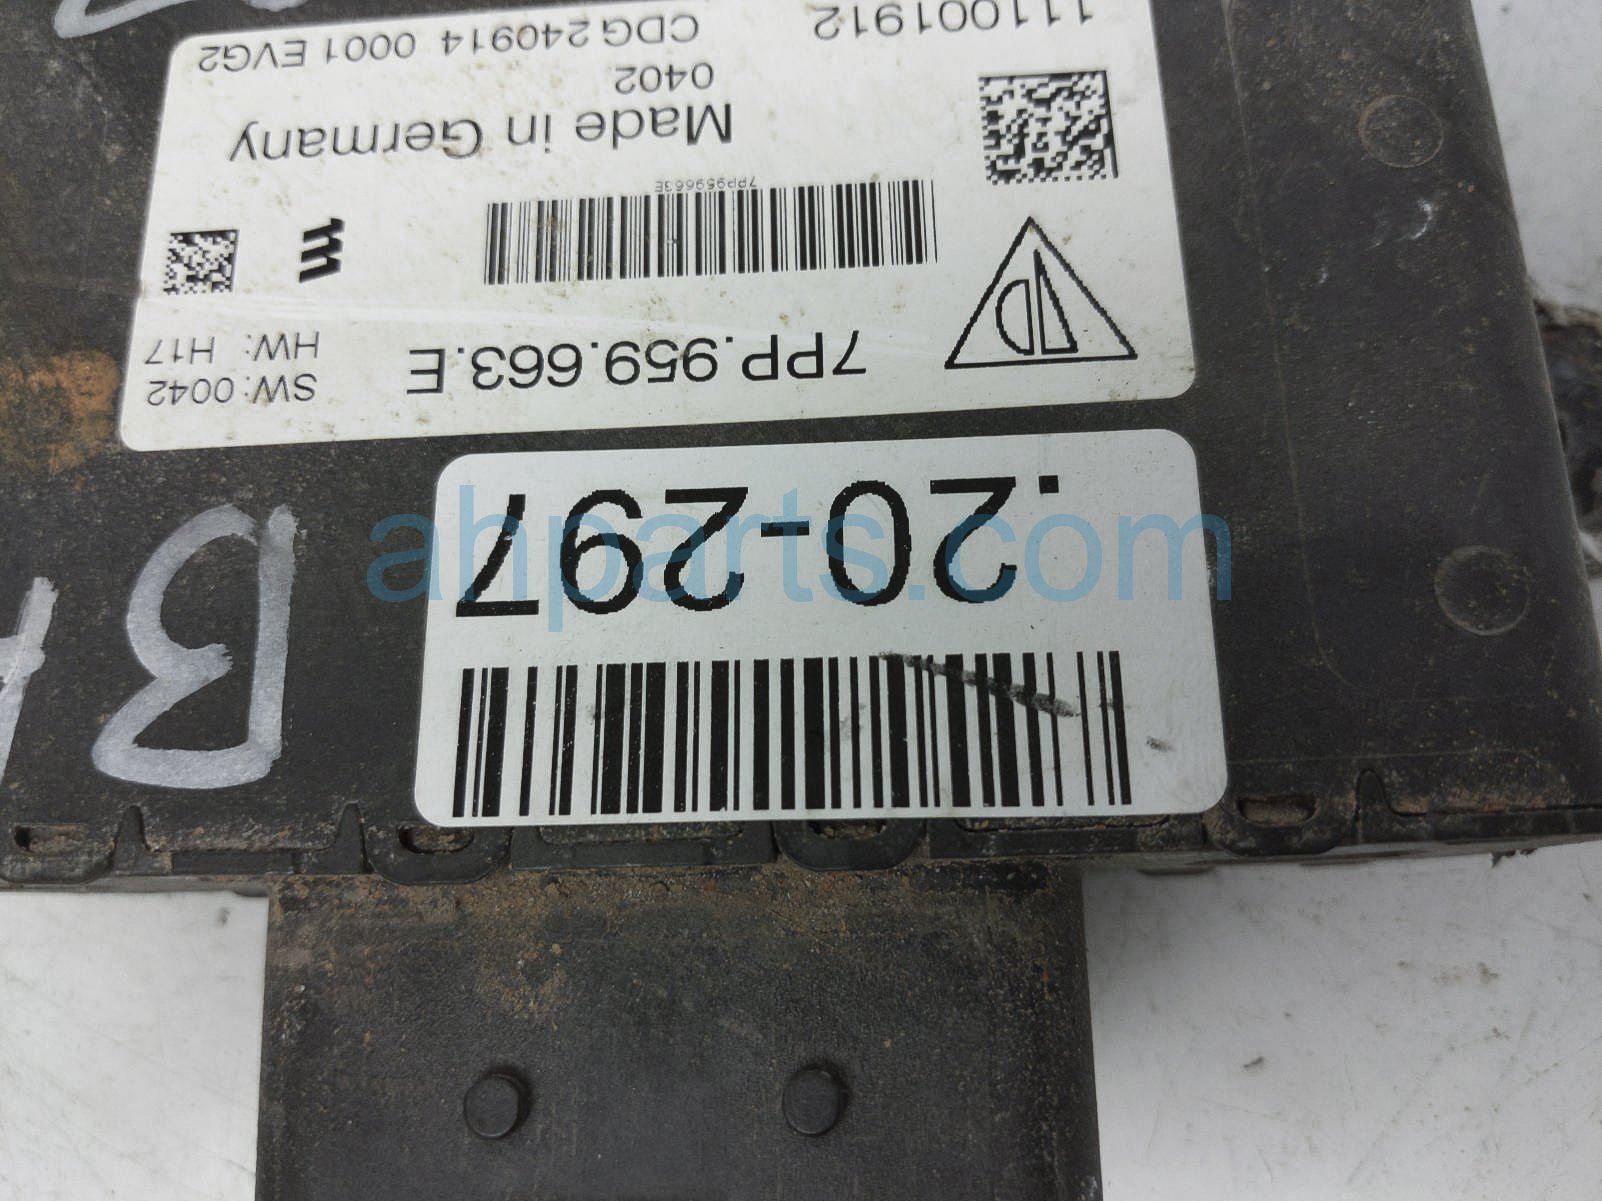 .20-297
7PP.959.663.E
SW:0042
HW: H17
7PP959663E
Made in Germany
0402
CDG 240914 0001 EVG2
111001912
B
ahparts.com